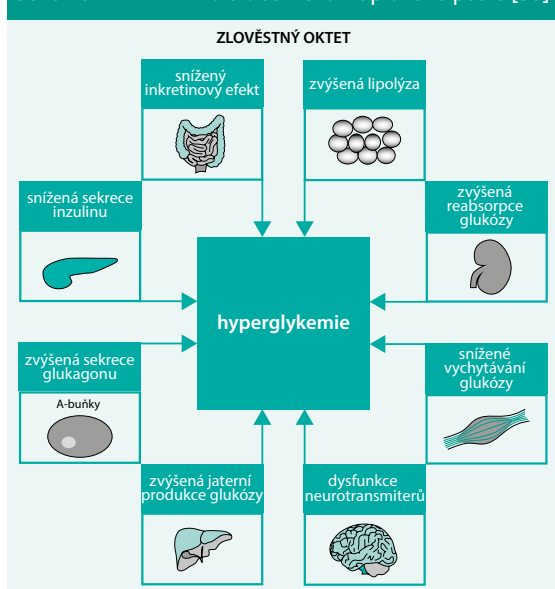 ZLOVĚSTNÝ OKTET
snížený
inkretinový efekt
zvýšená lipolýza
snížená sekrece
inzulinu
zvýšená
reabsorpce
glukózy
hyperglykemie
zvýšená sekrece
glukagonu
A-buňky
snížené
vychytávání
glukózy
zvýšená jaterní
produkce glukózy
dysfunkce
neurotransmiterů